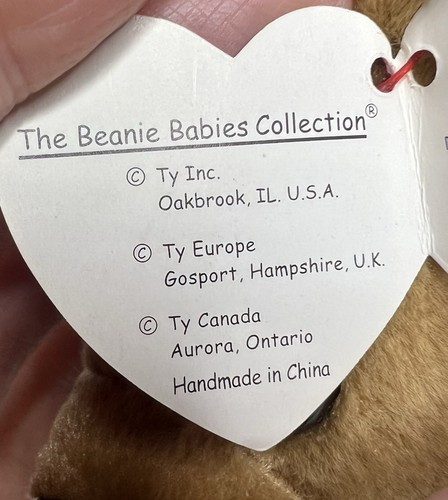 The Beanie Babies Collection®
© Ty Inc.
Oakbrook, IL. U.S.A.
© Ty Europe
Gosport, Hampshire, U.K.
© Ty Canada
Aurora, Ontario
Handmade in China